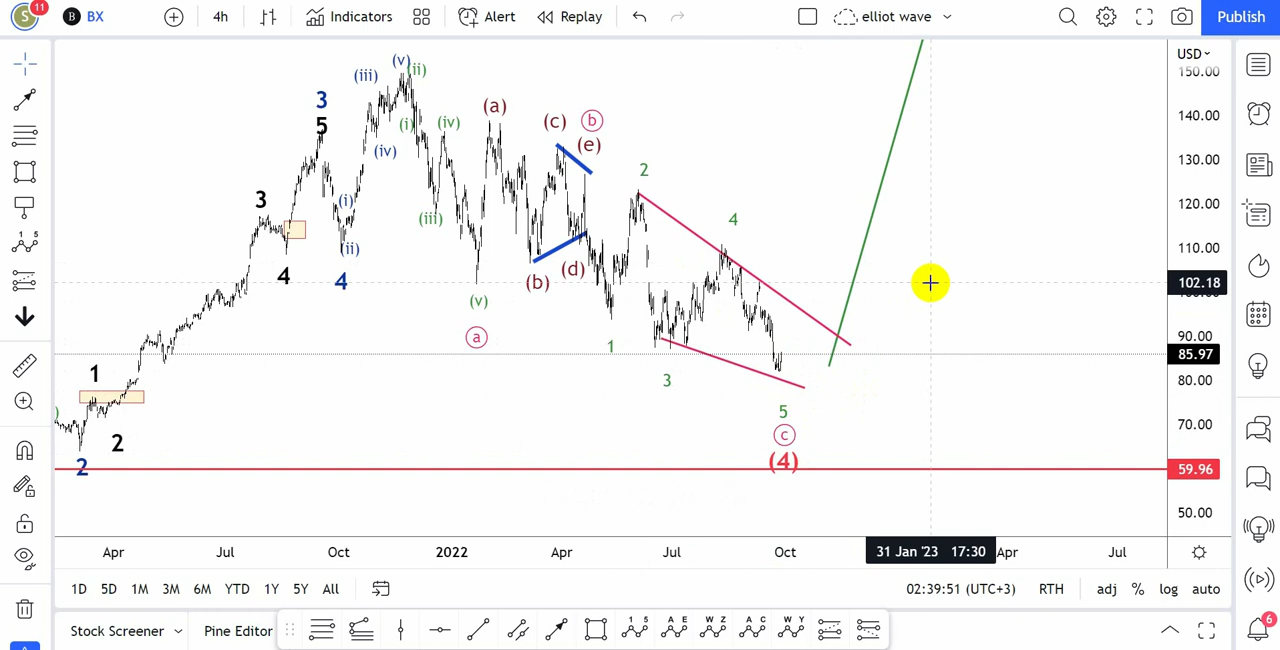 S 11 B BX 4h Indicators Alert Replay elliot wave Publish
USD
150.00
140.00
130.00
120.00
110.00
102.18
90.00
85.97
80.00
70.00
59.96
50.00
(v) (ii)
(iii)
3
5
(i) (iv)
(iv)
(a)
(c) b
(e)
2
3
(i)
(iii)
4
(ii)
4
4
(b) (d)
(v)
a
1
1
3
)
2
2
5
c
(4)
Apr Jul Oct 2022 Apr Jul Oct 31 Jan '23 17:30 Apr Jul
1D 5D 1M 3M 6M YTD 1Y 5Y All 02:39:51 (UTC+3) RTH adj % log auto
Stock Screener Pine Editor 1 5 A E W Z A C W Y 6